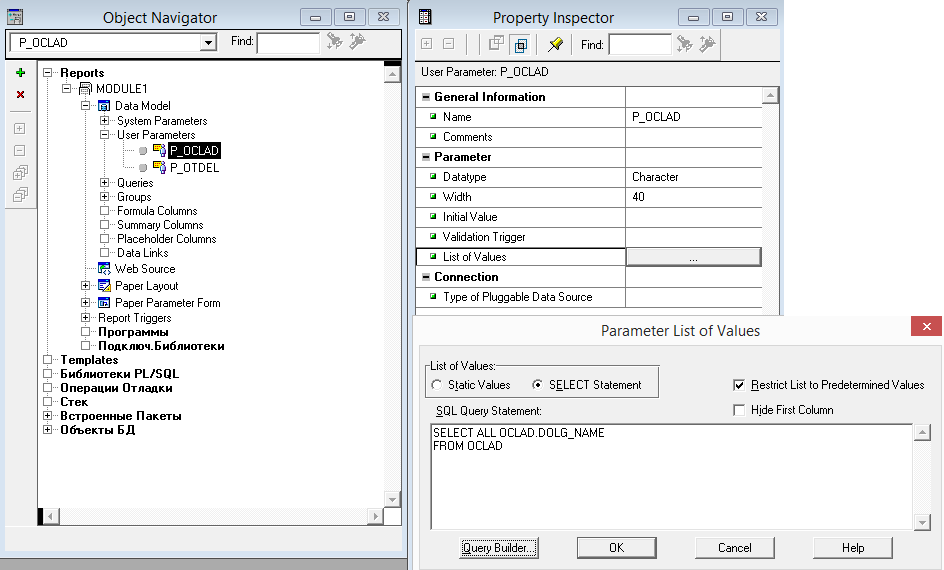 Object Navigator
P_OCLAD
Find:
Reports
MODULE1
Data Model
System Parameters
User Parameters
P_OCLAD
P_OTDEL
Queries
Groups
Formula Columns
Summary Columns
Placeholder Columns
Data Links
Web Source
Paper Layout
Paper Parameter Form
Report Triggers
Программы
Подключ.Библиотеки
Templates
Библиотеки PL/SQL
Операции Отладки
Стек
Встроенные Пакеты
Объекты БД
Property Inspector
Find:
User Parameter: P_OCLAD
General Information
Name P_OCLAD
Comments
Parameter
Datatype Character
Width 40
Initial Value
Validation Trigger
List of Values ...
Connection
Type of Pluggable Data Source
Parameter List of Values
List of Values:
Static Values SELECT Statement
Restrict List to Predetermined Values
SQL Query Statement:
Hide First Column
SELECT ALL OCLAD.DOLG_NAME
FROM OCLAD
Query Builder... OK Cancel Help